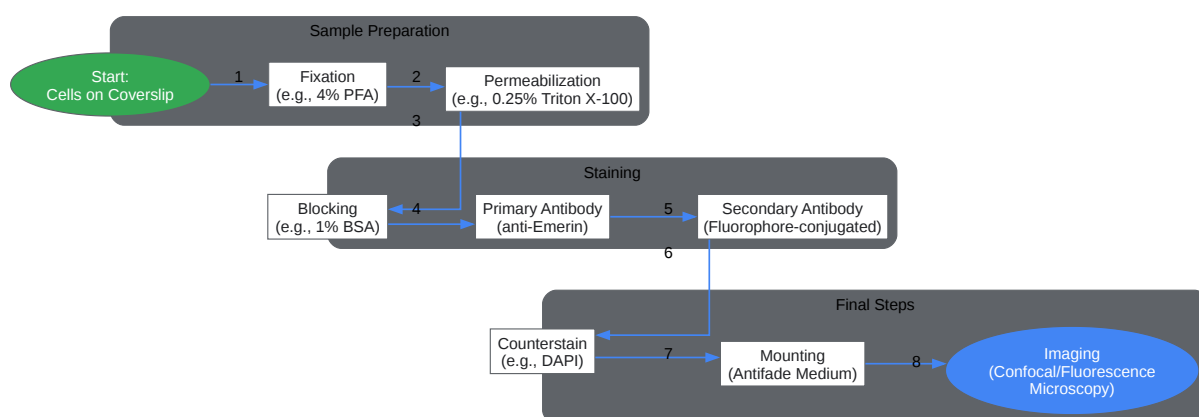 Sample Preparation
Start:
Cells on Coverslip
1
Fixation
(e.g., 4% PFA)
2
Permeabilization
(e.g., 0.25% Triton X-100)
3
Staining
Blocking
(e.g., 1% BSA)
4
Primary Antibody
(anti-Emerin)
5
Secondary Antibody
(Fluorophore-conjugated)
6
Final Steps
Counterstain
(e.g., DAPI)
7
Mounting
(Antifade Medium)
8
Imaging
(Confocal/Fluorescence
Microscopy)